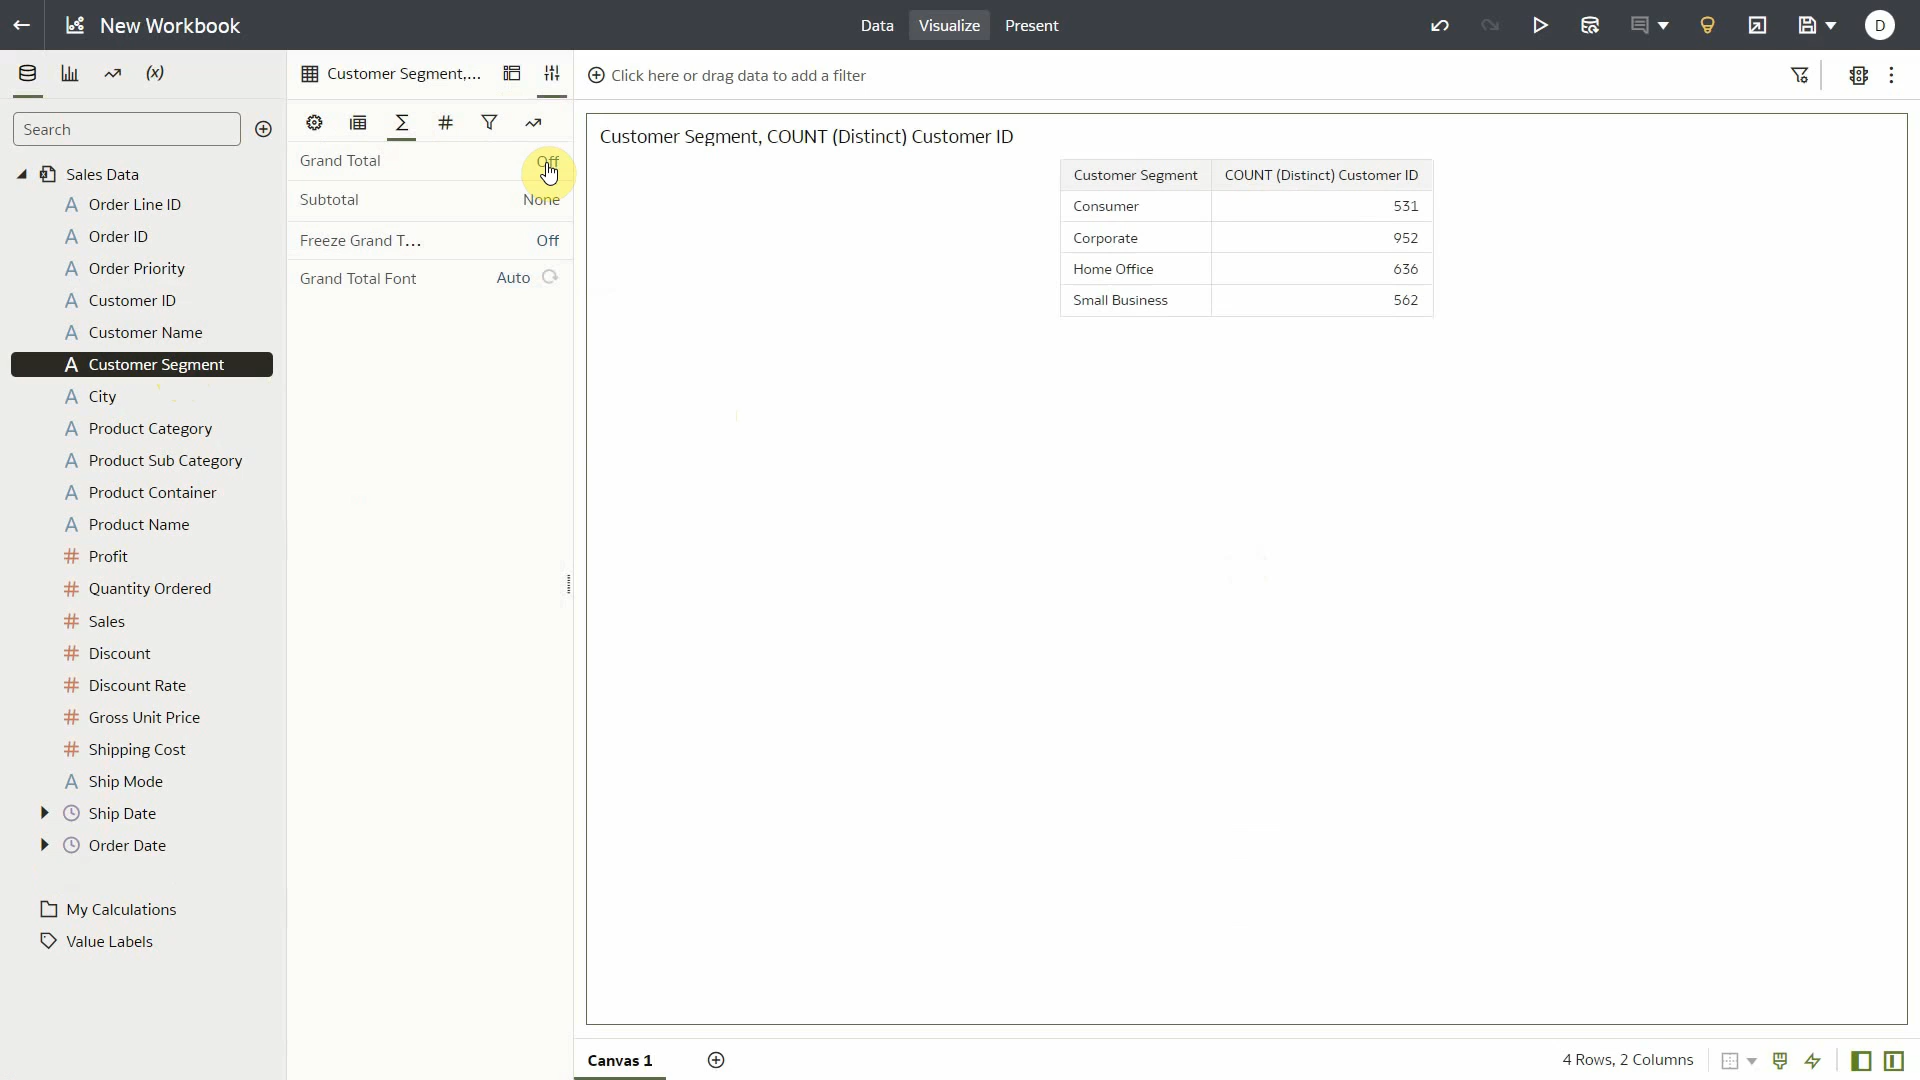 New Workbook
Data Visualize Present
D
(x)
Customer Segment,...
Click here or drag data to add a filter
Search
Sales Data
Order Line ID
Order ID
Order Priority
Customer ID
Customer Name
Customer Segment
City
Product Category
Product Sub Category
Product Container
Product Name
Profit
Quantity Ordered
Sales
Discount
Discount Rate
Gross Unit Price
Shipping Cost
Ship Mode
Ship Date
Order Date
My Calculations
Value Labels
Grand Total Off
Subtotal None
Freeze Grand T... Off
Grand Total Font Auto
Customer Segment, COUNT (Distinct) Customer ID
Customer Segment COUNT (Distinct) Customer ID
Consumer 531
Corporate 952
Home Office 636
Small Business 562
Canvas 1
4 Rows, 2 Columns